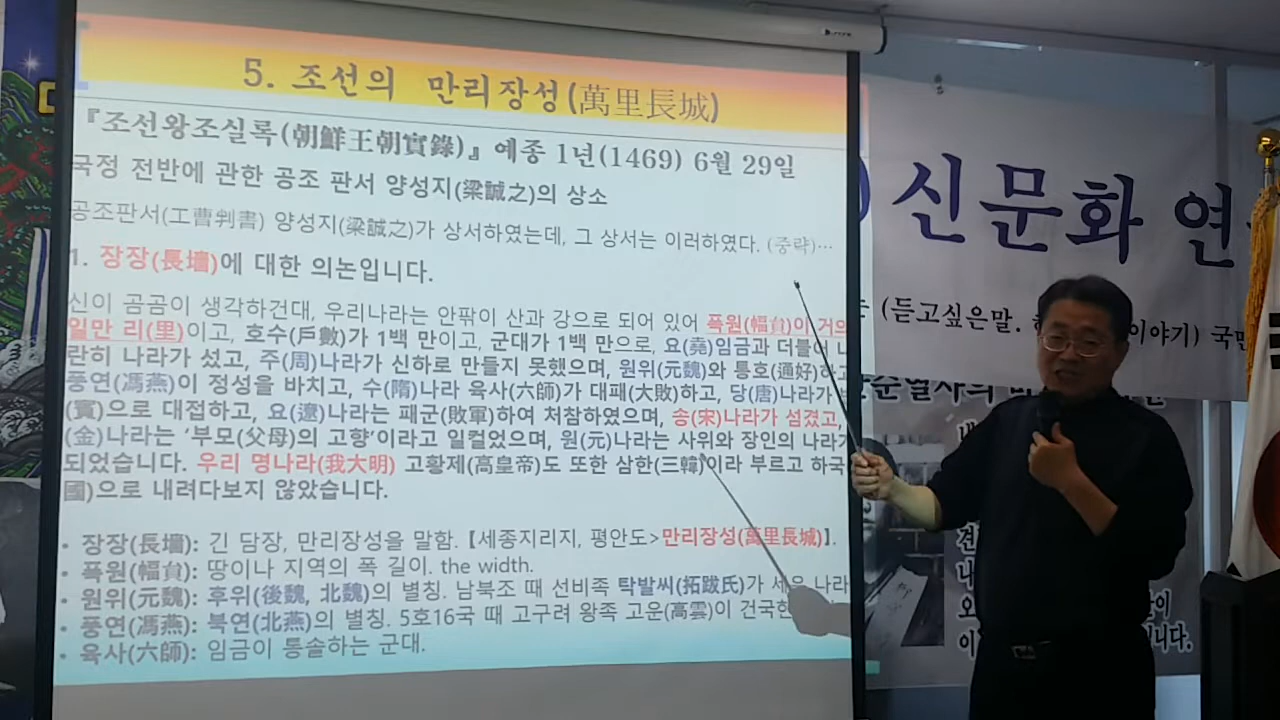 5. 조선의 만리장성(萬里長城)
『조선왕조실록(朝鮮王朝實錄)』 예종 1년(1469) 6월 29일
국정 전반에 관한 공조 판서 양성지(梁誠之)의 상소
공조판서(工曹判書) 양성지(梁誠之)가 상서하였는데, 그 상서는 이러하였다. (중략)…
1. 장장(長墻)에 대한 의논입니다.
신이 곰곰이 생각하건대, 우리나라는 안팎이 산과 강으로 되어 있어 폭원(幅員)이 거의
일만 리(里)이고, 호수(戶數)가 1백 만이고, 군대가 1백 만으로, 요(堯)임금과 더불어 나
란히 나라가 섰고, 주(周)나라가 신하로 만들지 못했으며, 원위(元魏)와 통호(通好)하고
풍연(馮燕)이 정성을 바치고, 수(隋)나라 육사(六師)가 대패(大敗)하고, 당(唐)나라가
(賓)으로 대접하고, 요(遼)나라는 패군(敗軍)하여 처참하였으며, 송(宋)나라가 섬겼고,
(金)나라는 ‘부모(父母)의 고향’이라고 일컬었으며, 원(元)나라는 사위와 장인의 나라가
되었습니다. 우리 명나라(我大明) 고황제(高皇帝)도 또한 삼한(三韓)이라 부르고 하국
國)으로 내려다보지 않았습니다.
• 장장(長墻): 긴 담장, 만리장성을 말함.【세종지리지, 평안도>만리장성(萬里長城)】.
• 폭원(幅員): 땅이나 지역의 폭 길이. the width.
• 원위(元魏): 후위(後魏, 北魏)의 별칭. 남북조 때 선비족 탁발씨(拓跋氏)가 세운 나라
• 풍연(馮燕): 북연(北燕)의 별칭. 5호16국 때 고구려 왕족 고운(高雲)이 건국한
• 육사(六師): 임금이 통솔하는 군대.
신문화 연
(듣고싶은말. 이야기) 국민